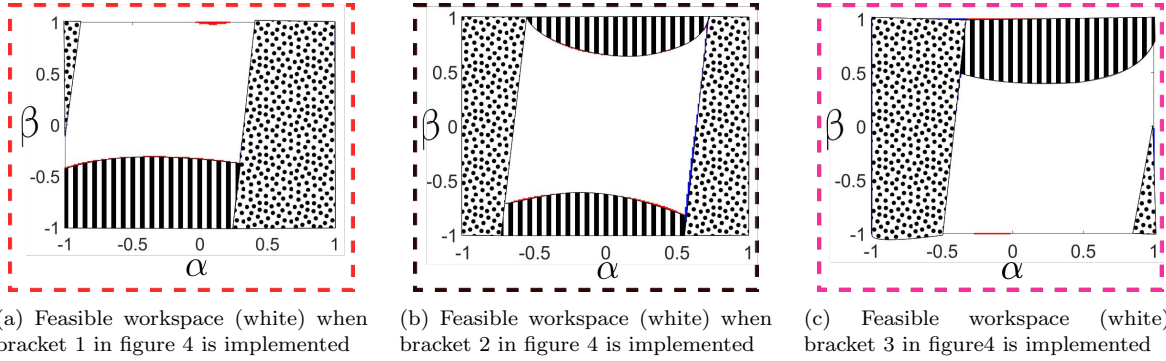 1
0.5
β
0
-0.5
-1
-1
-0.5
0
0.5
1
α
1
0.5
β
0
-0.5
-1
-1
-0.5
0
0.5
1
α
1
0.5
β
0
-0.5
-1
-1
-0.5
0
0.5
1
α
(a) Feasible workspace (white) when
bracket 1 in figure 4 is implemented
(b) Feasible workspace (white) when
bracket 2 in figure 4 is implemented
(c) Feasible workspace (white)
bracket 3 in figure4 is implemented